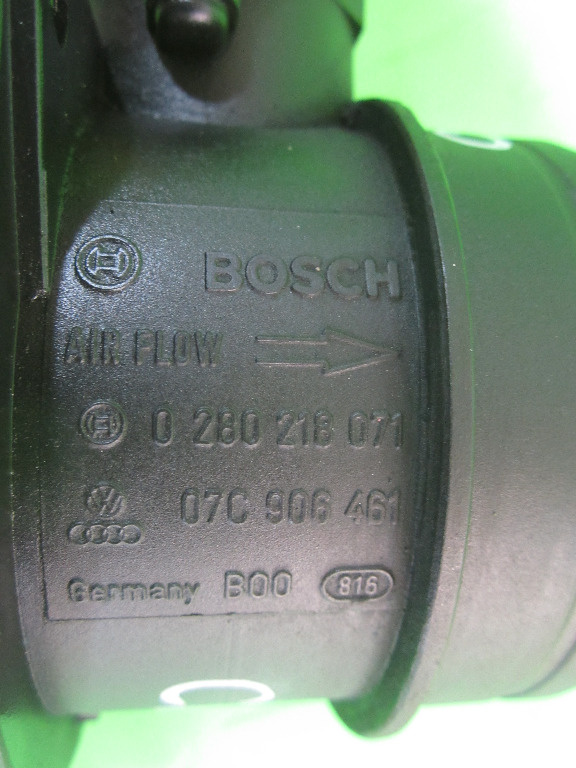 BOSCH
AIR FLOW
0 280 218 071
07C 906 461
Germany B00 816